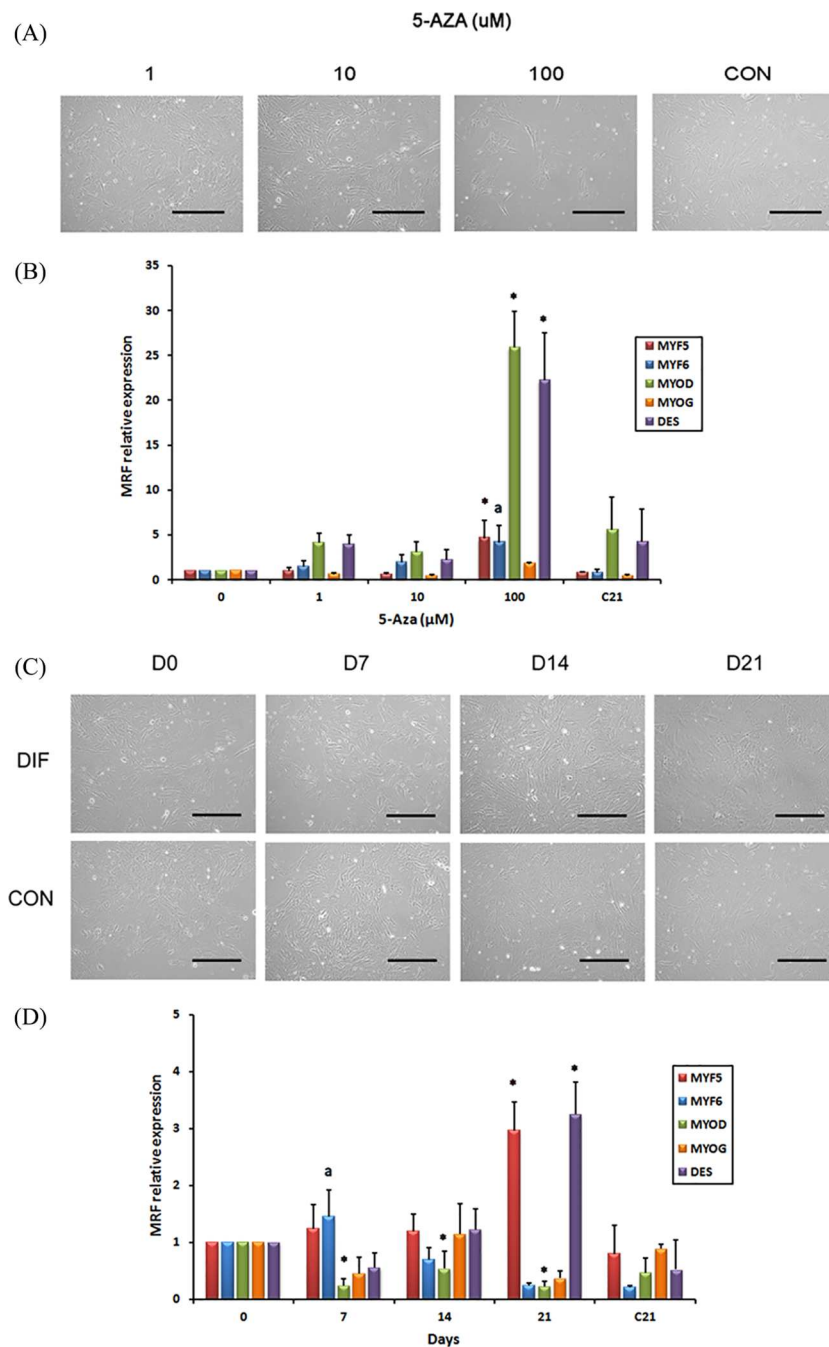 (A)
5-AZA (uM)
1 10 100 CON
(B)
MRF relative expression
35
30
25
20
15
10
5
0
* *
* a
MYF5
MYF6
MYOD
MYOG
DES
0 1 10 100 C21
5-Aza (µM)
(C)
D0 D7 D14 D21
DIF
CON
(D)
MRF relative expression
5
4
3
2
1
0
a
*
*
* * *
MYF5
MYF6
MYOD
MYOG
DES
0 7 14 21 C21
Days